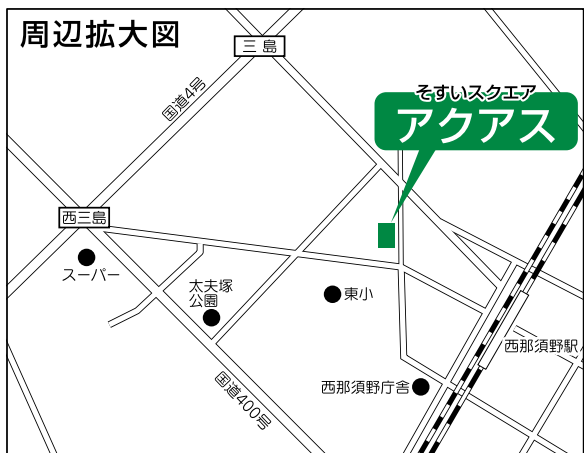 周辺拡大図
三島
国道4号
そすいスクエア
アクアス
西三島
スーパー
太夫塚
公園
東小
西那須野駅
西那須野庁舎
国道400号